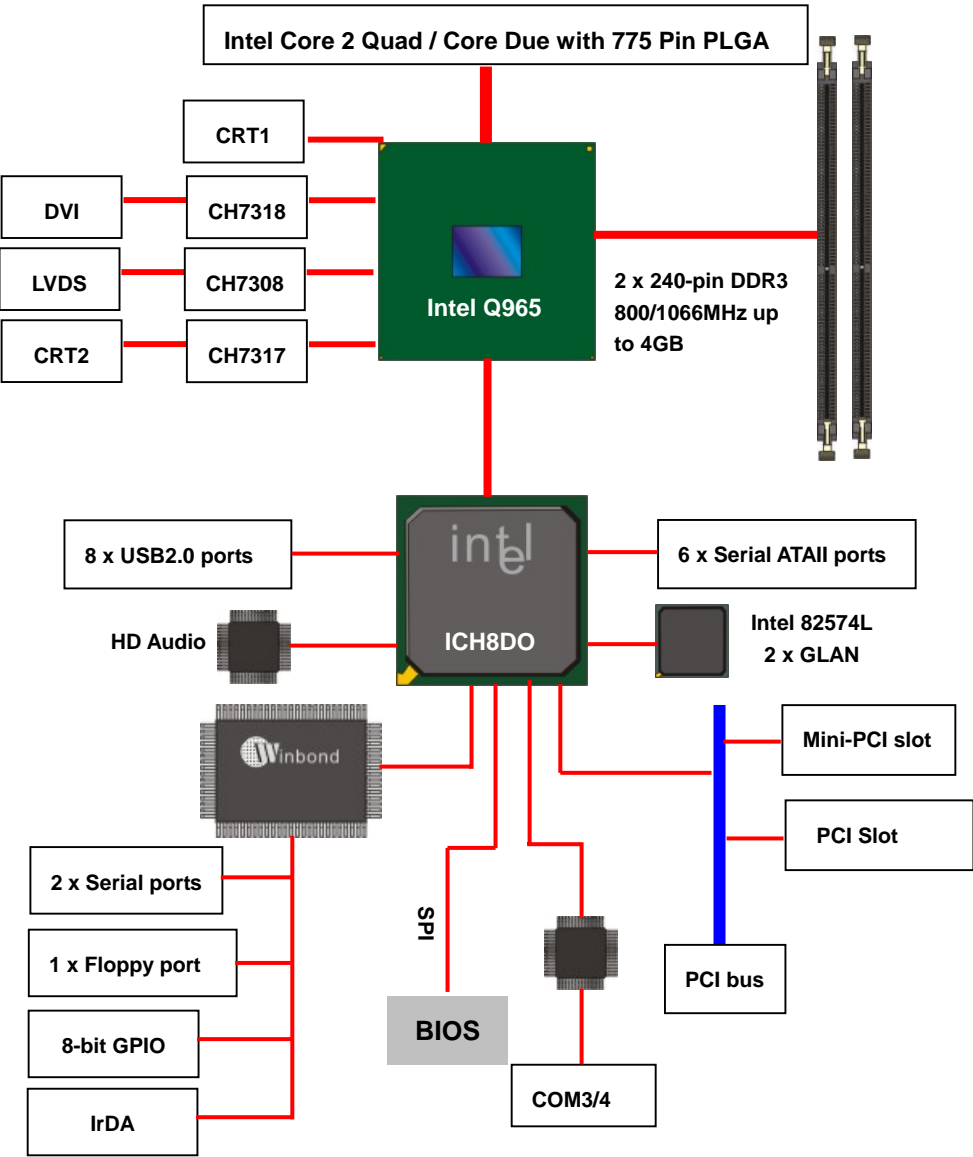 Intel Core 2 Quad / Core Due with 775 Pin PLGA
CRT1
DVI
CH7318
LVDS
CH7308
CRT2
CH7317
Intel Q965
2 x 240-pin DDR3
800/1066MHz up
to 4GB
8 x USB2.0 ports
intel
6 x Serial ATAII ports
HD Audio
ICH8DO
Intel 82574L
2 x GLAN
Winbond
Mini-PCI slot
PCI Slot
2 x Serial ports
SPI
1 x Floppy port
PCI bus
8-bit GPIO
BIOS
IrDA
COM3/4